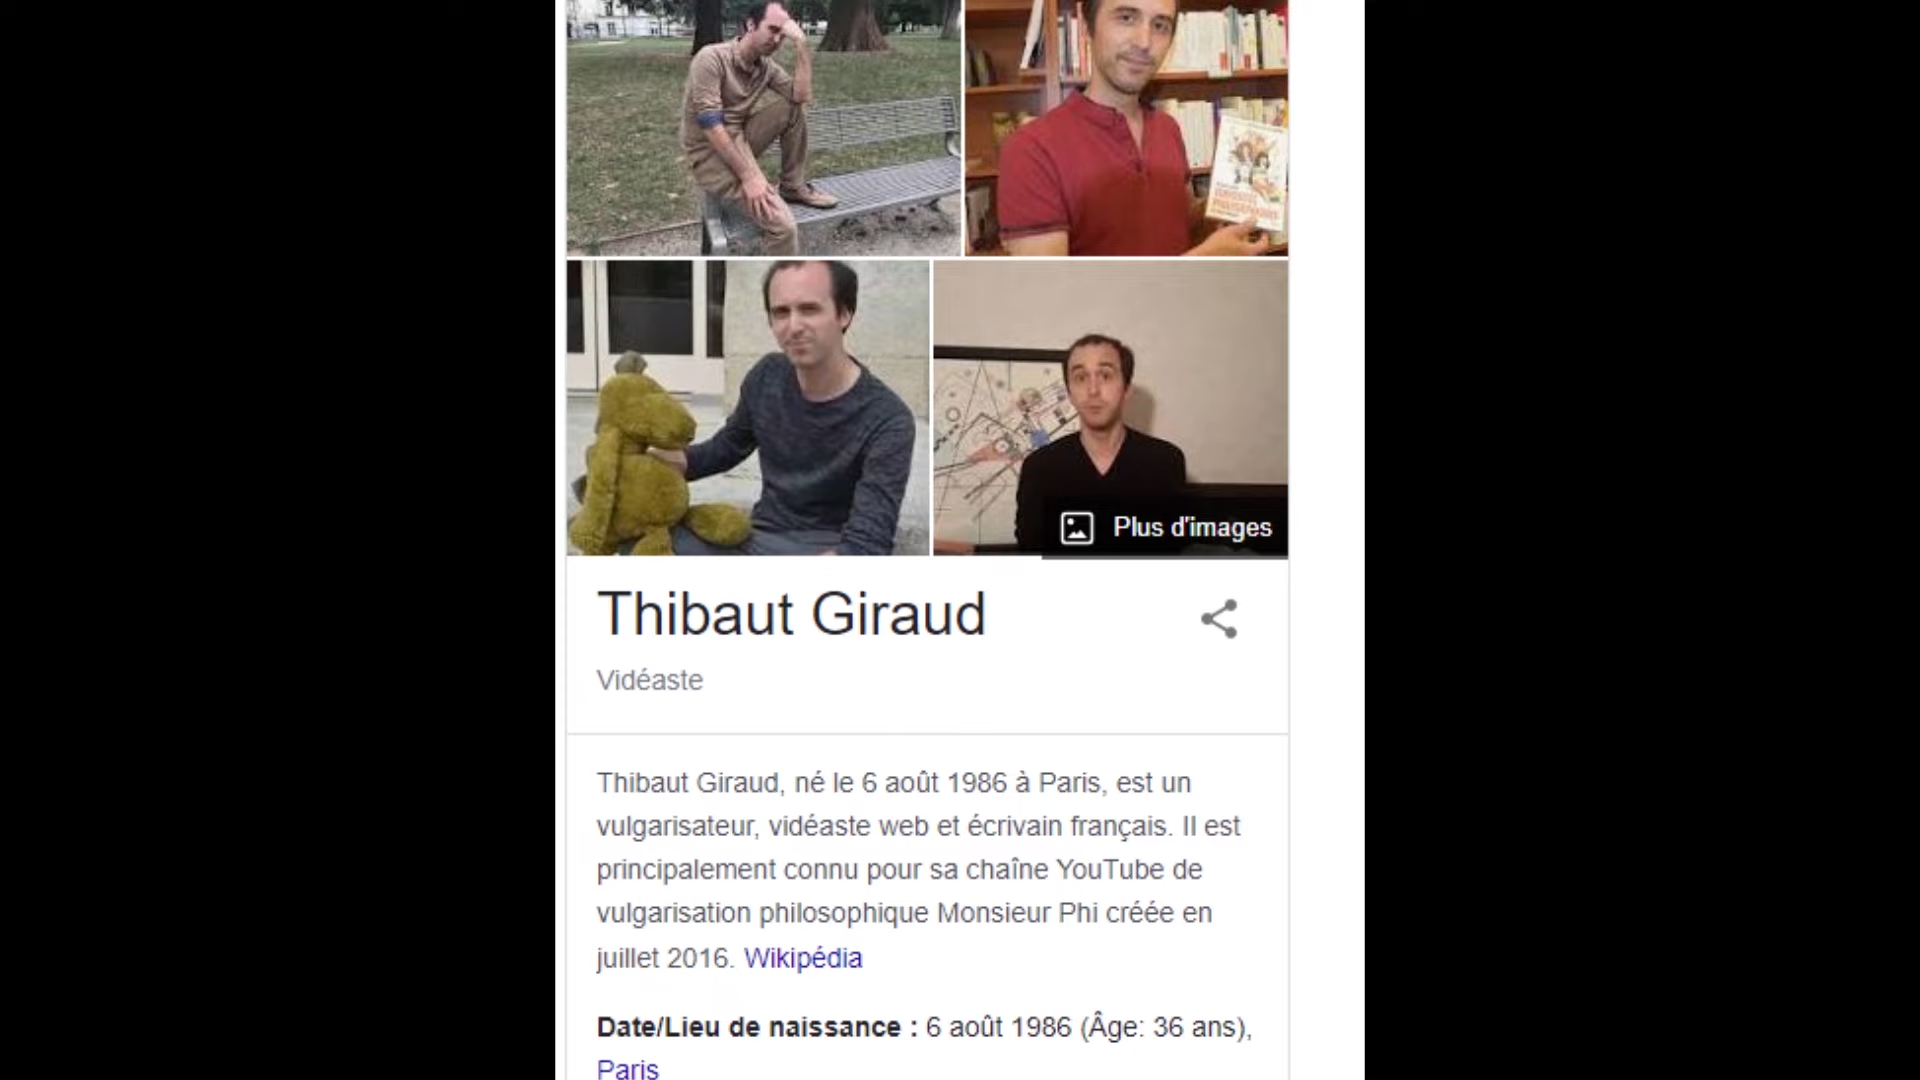 Plus d'images
Thibaut Giraud
Vidéaste
Thibaut Giraud, né le 6 août 1986 à Paris, est un
vulgarisateur, vidéaste web et écrivain français. Il est
principalement connu pour sa chaîne YouTube de
vulgarisation philosophique Monsieur Phi créée en
juillet 2016. Wikipédia
Date/Lieu de naissance : 6 août 1986 (Âge: 36 ans),
Paris